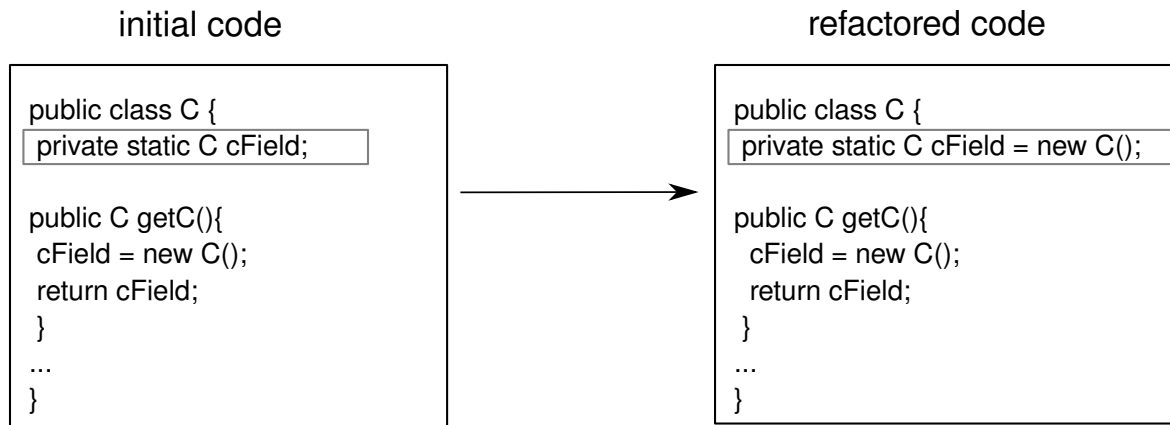 initial code
public class C {
private static C cField;
public C getC(){
cField = new C();
return cField;
}
...
}
refactored code
public class C {
private static C cField = new C();
public C getC(){
cField = new C();
return cField;
}
...
}